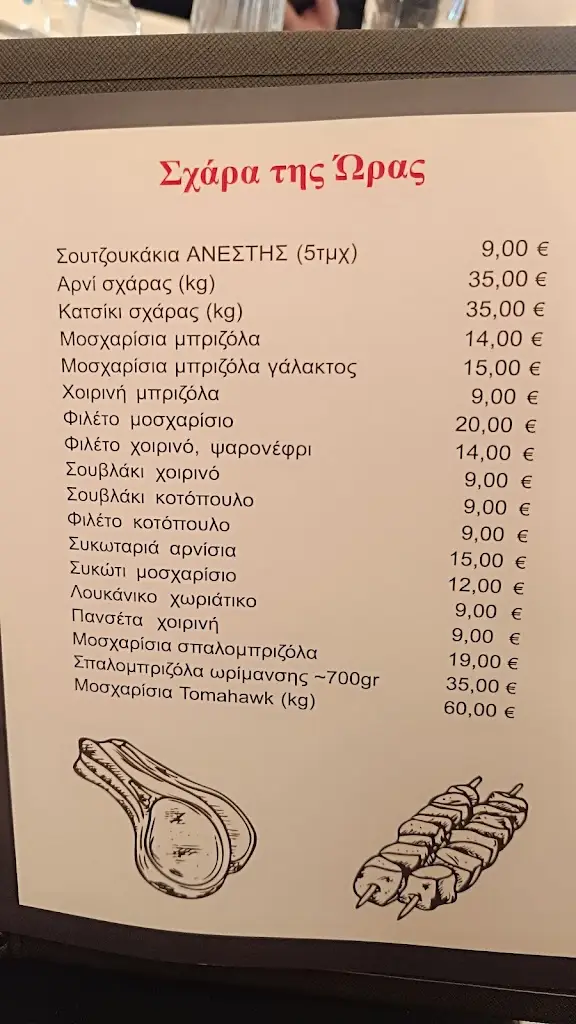 Σχάρα της Ώρας
Σουτζουκάκια ΑΝΕΣΤΗΣ (5τμχ) 9,00 €
Αρνί σχάρας (kg) 35,00 €
Κατσίκι σχάρας (kg) 35,00 €
Μοσχαρίσια μπριζόλα 14,00 €
Μοσχαρίσια μπριζόλα γάλακτος 15,00 €
Χοιρινή μπριζόλα 9,00 €
Φιλέτο μοσχαρίσιο 20,00 €
Φιλέτο χοιρινό, ψαρονέφρι 14,00 €
Σουβλάκι χοιρινό 9,00 €
Σουβλάκι κοτόπουλο 9,00 €
Φιλέτο κοτόπουλο 9,00 €
Συκωταριά αρνίσια 15,00 €
Συκώτι μοσχαρίσιο 12,00 €
Λουκάνικο χωριάτικο 9,00 €
Πανσέτα χοιρινή 9,00 €
Μοσχαρίσια σπαλομπριζόλα 19,00 €
Σπαλομπριζόλα ωρίμανσης ~700gr 35,00 €
Μοσχαρίσια Tomahawk (kg) 60,00 €